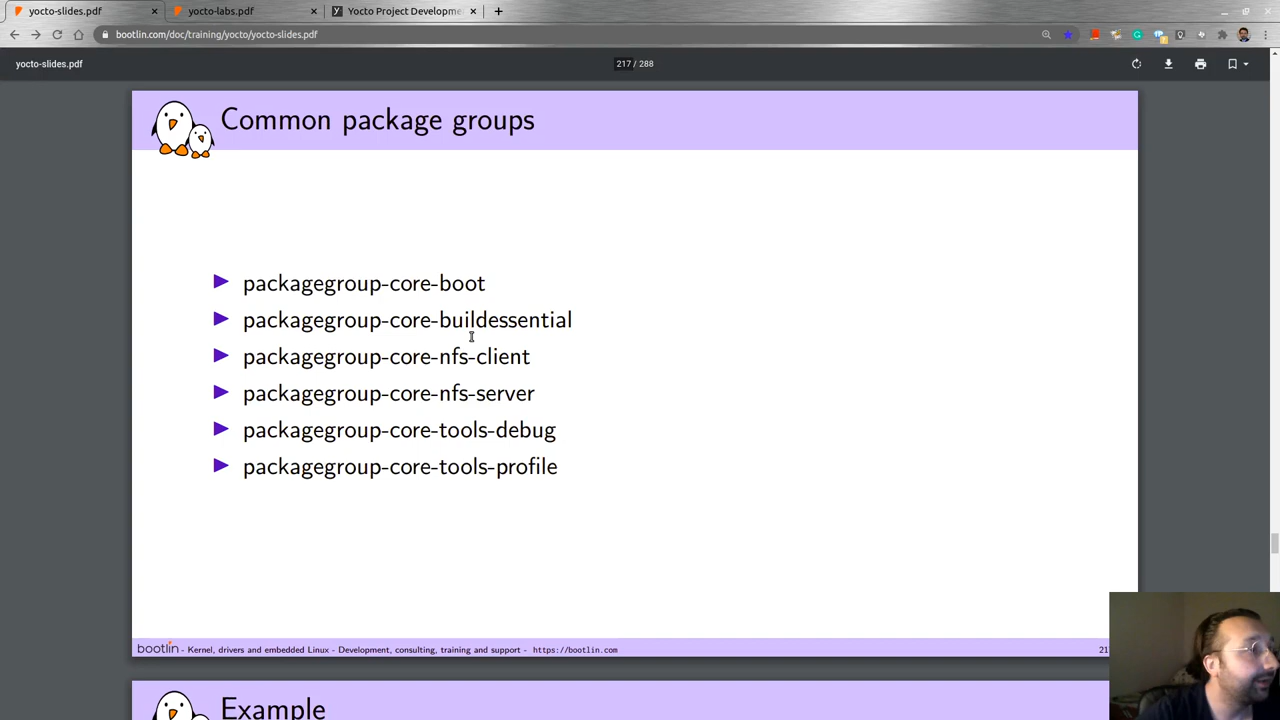 yocto-slides.pdf
yocto-labs.pdf
Yocto Project Developme
bootlin.com/doc/training/yocto/yocto-slides.pdf
yocto-slides.pdf
217 / 288
Common package groups
packagegroup-core-boot
packagegroup-core-buildessential
packagegroup-core-nfs-client
packagegroup-core-nfs-server
packagegroup-core-tools-debug
packagegroup-core-tools-profile
bootlin - Kernel, drivers and embedded Linux - Development, consulting, training and support - https://bootlin.com
21
Example